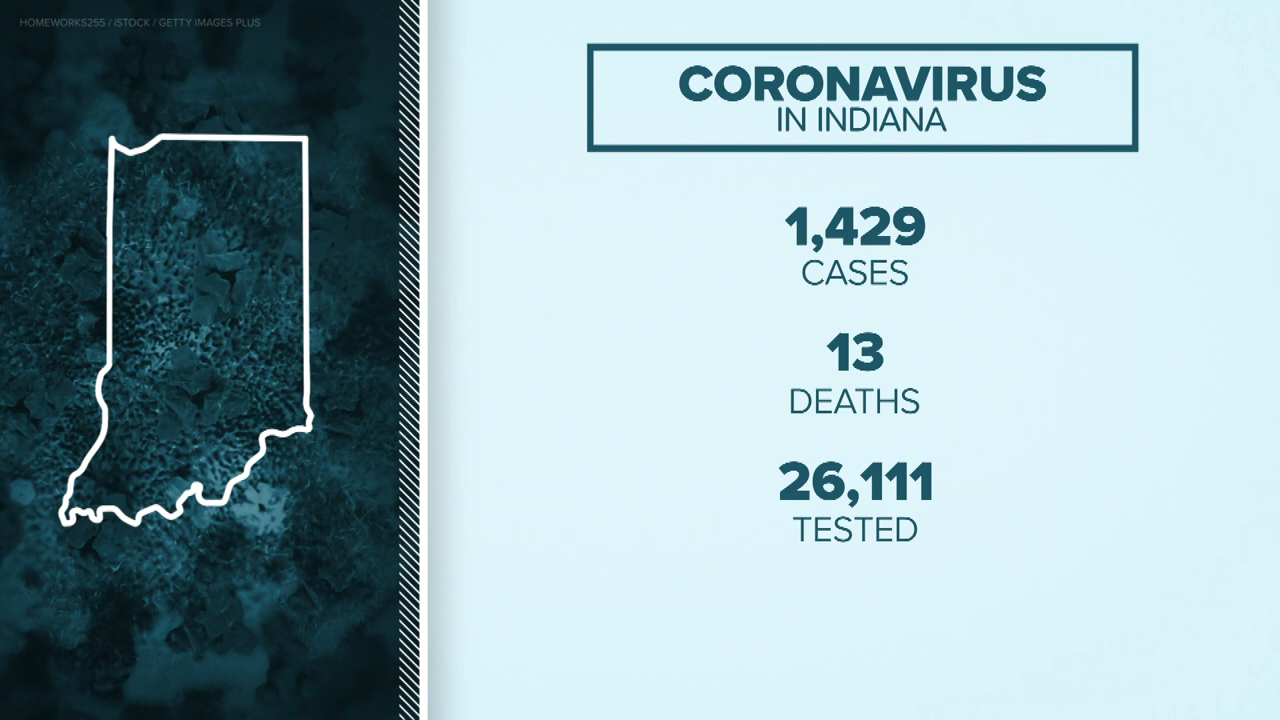 HOMEWORKS255 / iSTOCK / GETTY IMAGES PLUS
CORONAVIRUS
IN INDIANA
1,429
CASES
13
DEATHS
26,111
TESTED